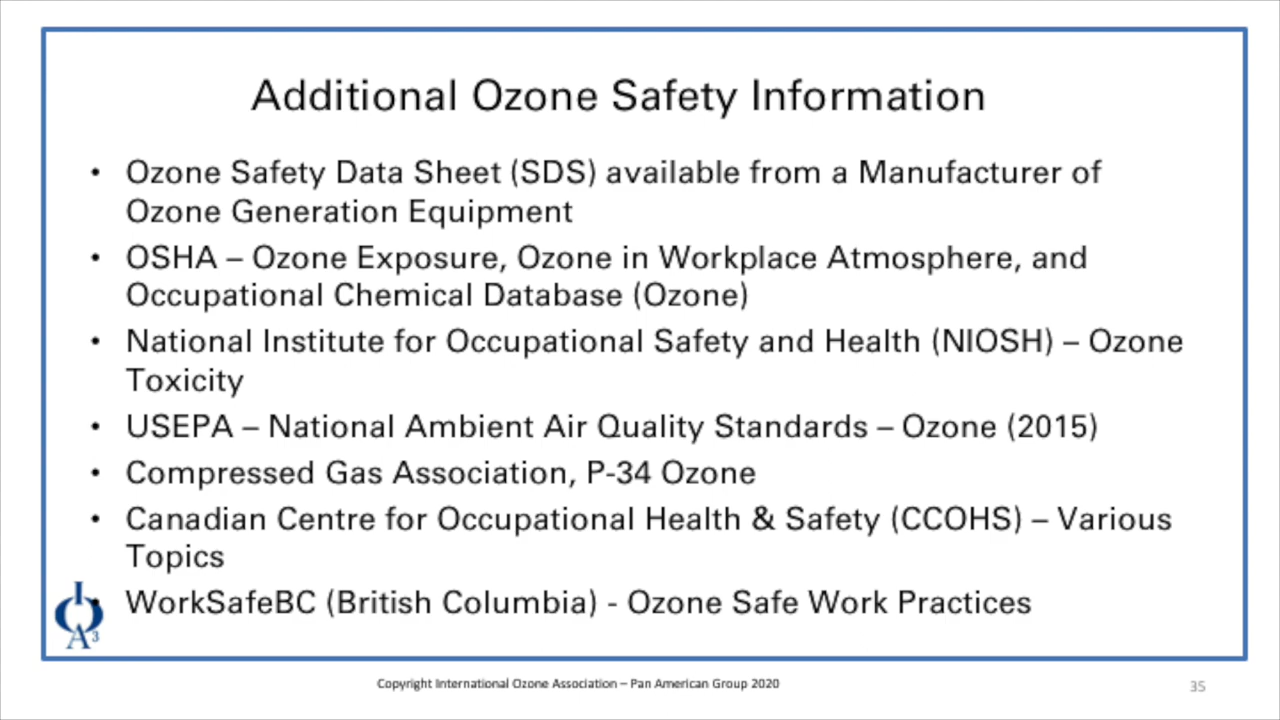 Additional Ozone Safety Information
• Ozone Safety Data Sheet (SDS) available from a Manufacturer of
Ozone Generation Equipment
• OSHA – Ozone Exposure, Ozone in Workplace Atmosphere, and
Occupational Chemical Database (Ozone)
• National Institute for Occupational Safety and Health (NIOSH) – Ozone
Toxicity
• USEPA – National Ambient Air Quality Standards – Ozone (2015)
• Compressed Gas Association, P-34 Ozone
• Canadian Centre for Occupational Health & Safety (CCOHS) – Various
Topics
• WorkSafeBC (British Columbia) - Ozone Safe Work Practices
I
O
A3
Copyright International Ozone Association – Pan American Group 2020
35